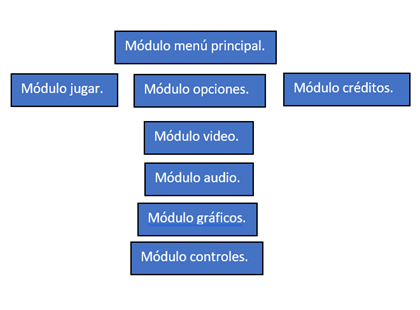 Módulo menú principal.
Módulo jugar.
Módulo opciones.
Módulo créditos.
Módulo video.
Módulo audio.
Módulo gráficos.
Módulo controles.